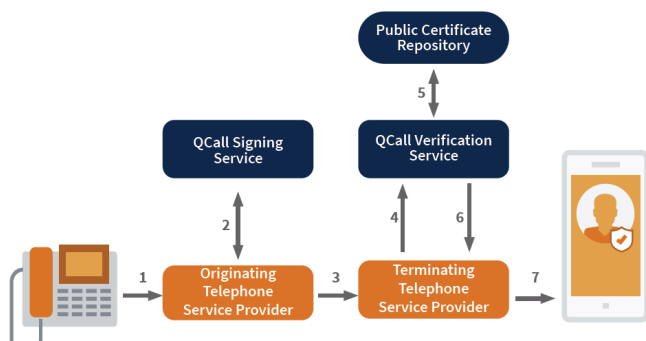 Public Certificate
Repository
5
QCall Signing
Service
QCall Verification
Service
2
4
6
1
Originating
Telephone
Service Provider
3
Terminating
Telephone
Service Provider
7